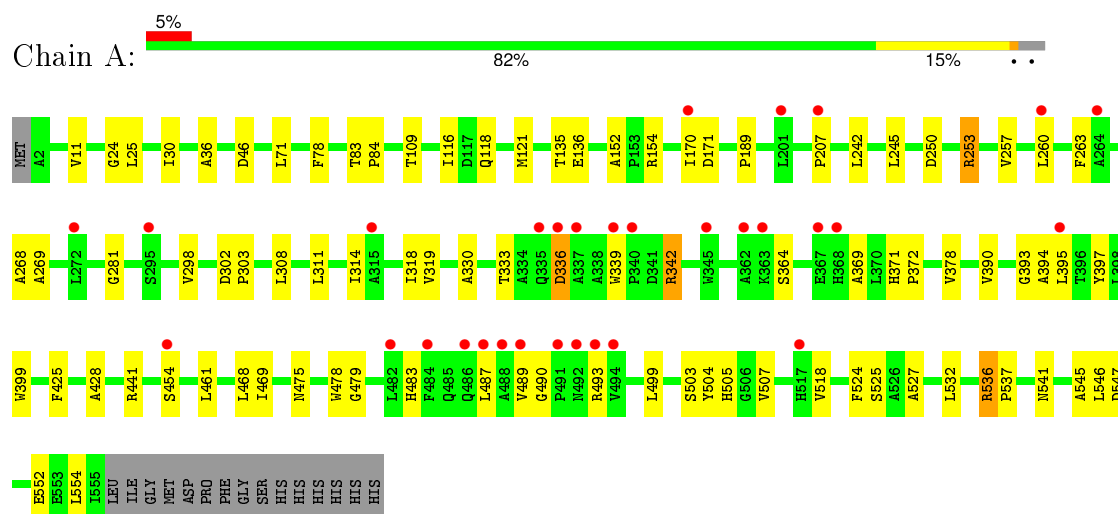 5%
Chain A:
82% 15% • •
MET A2 V11 G24 L25 I30 A36 D46 L71 F78 T83 P84 T109 I116 D117 Q118 M121 T135 E136 A152 P153 R154 I170 D171 P189 L201 P207 L242 L245 D250 R253 V257 L260 F263 A264
A268 A269 L272 G281 S295 V298 D302 P303 L308 L311 I314 A315 I318 V319 A330 T333 A334 Q335 D336 A337 A338 W339 P340 D341 R342 W345 A362 K363 S364 E367 H368 A369 L370 H371 P372 V378 V390 G393 A394 L395 T396 Y397 L398
W399 F425 A428 R441 S454 L461 L468 I469 N475 W478 G479 L482 H483 F484 Q485 Q486 L487 A488 V489 G490 P491 N492 R493 V494 L499 S503 Y504 H505 G506 V507 H517 V518 F524 S525 A526 A527 L532 R536 P537 N541 A545 L546 D547
E552 E553 L554 I555 LEU ILE GLY MET ASP PRO PHE GLY SER HIS HIS HIS HIS HIS HIS